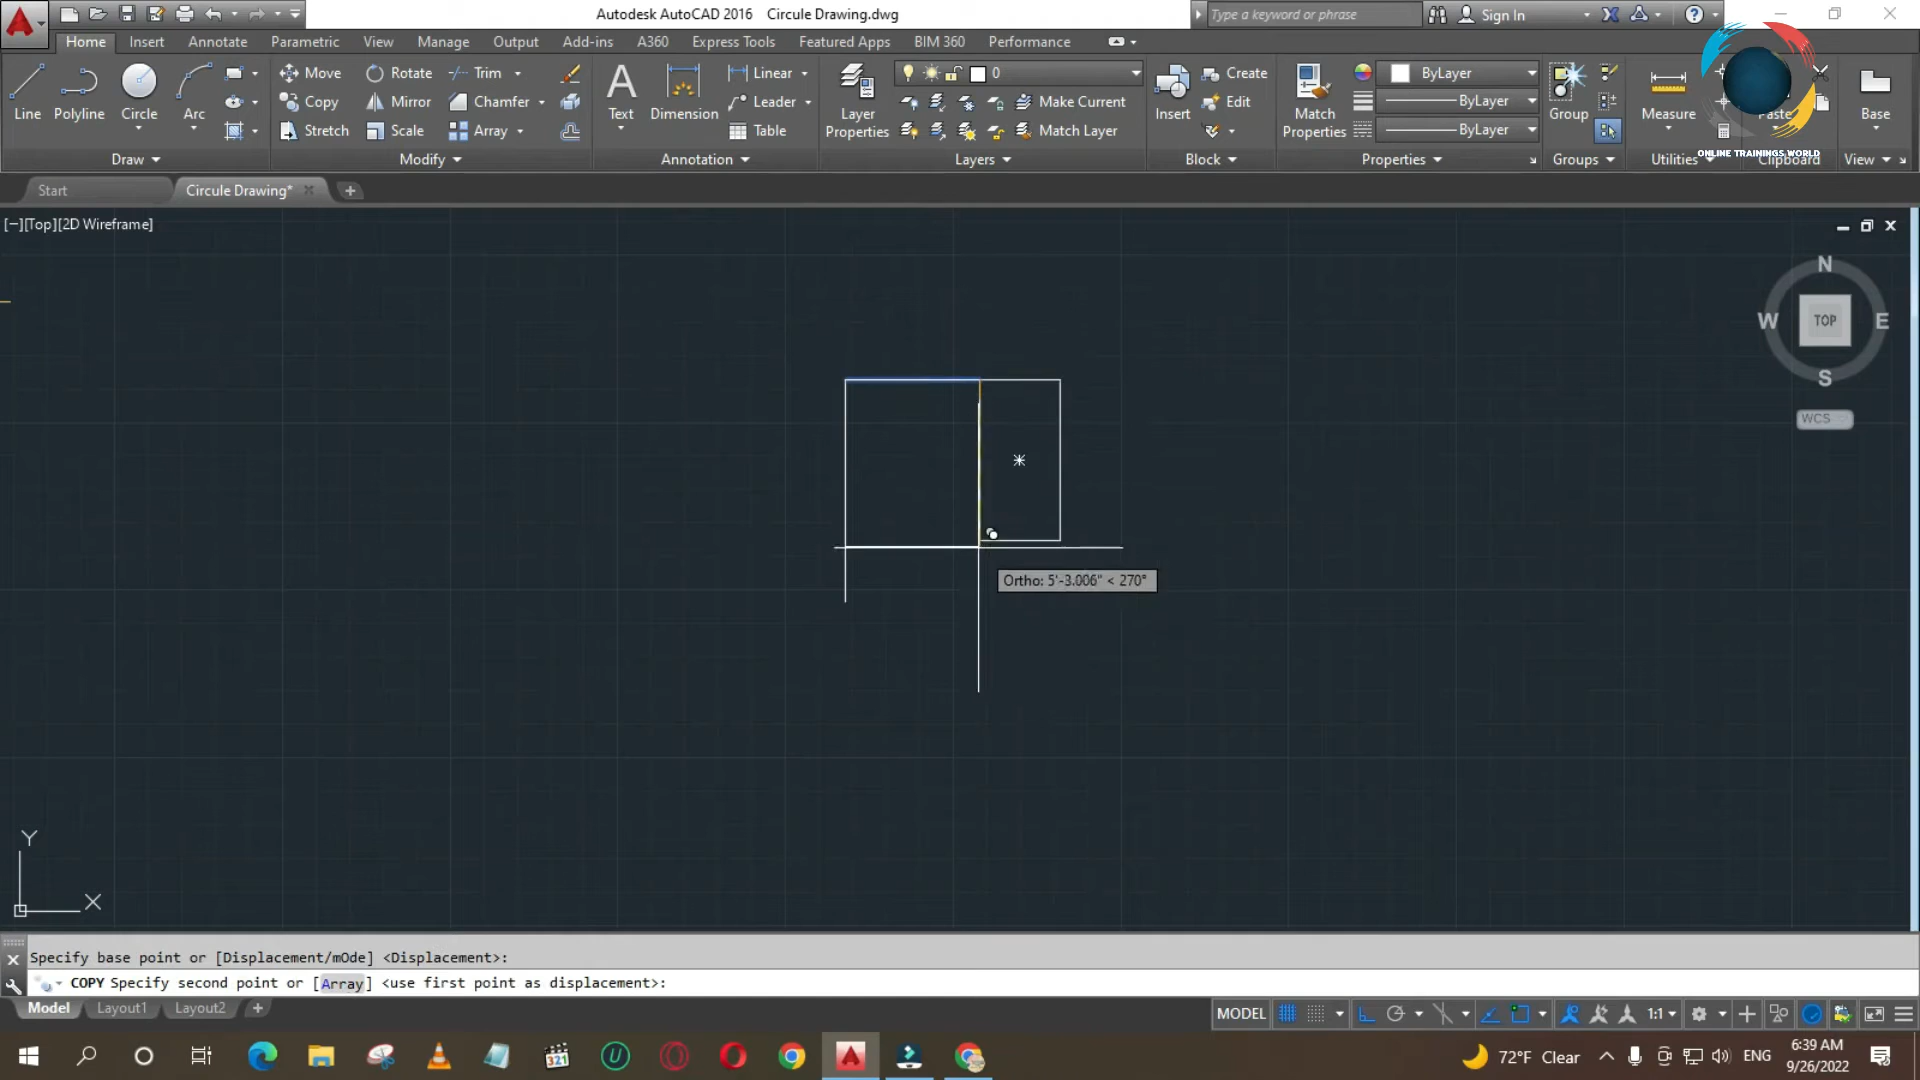 Autodesk AutoCAD 2016 Circule Drawing.dwg
Type a keyword or phrase
Sign In
Home Insert Annotate Parametric View Manage Output Add-ins A360 Express Tools Featured Apps BIM 360 Performance
Line Polyline Circle Arc
Move Rotate Trim
Copy Mirror Chamfer
Stretch Scale Array
Text Dimension
Linear
Leader
Table
Layer Properties
0
Make Current
Match Layer
Insert
Create
Edit
Match Properties
ByLayer
ByLayer
ByLayer
Group
Measure
Paste
Base
ONLINE TRAININGS WORLD
Draw Modify Annotation Layers Block Properties Groups Utilities Clipboard View
Start Circule Drawing*
[−][Top][2D Wireframe]
N
W TOP E
S
WCS
Ortho: 5'-3.006" < 270°
Y
X
Specify base point or [Displacement/mOde] <Displacement>:
COPY Specify second point or [Array] <use first point as displacement>:
Model Layout1 Layout2
MODEL
1:1
321
72°F Clear
ENG
6:39 AM
9/26/2022